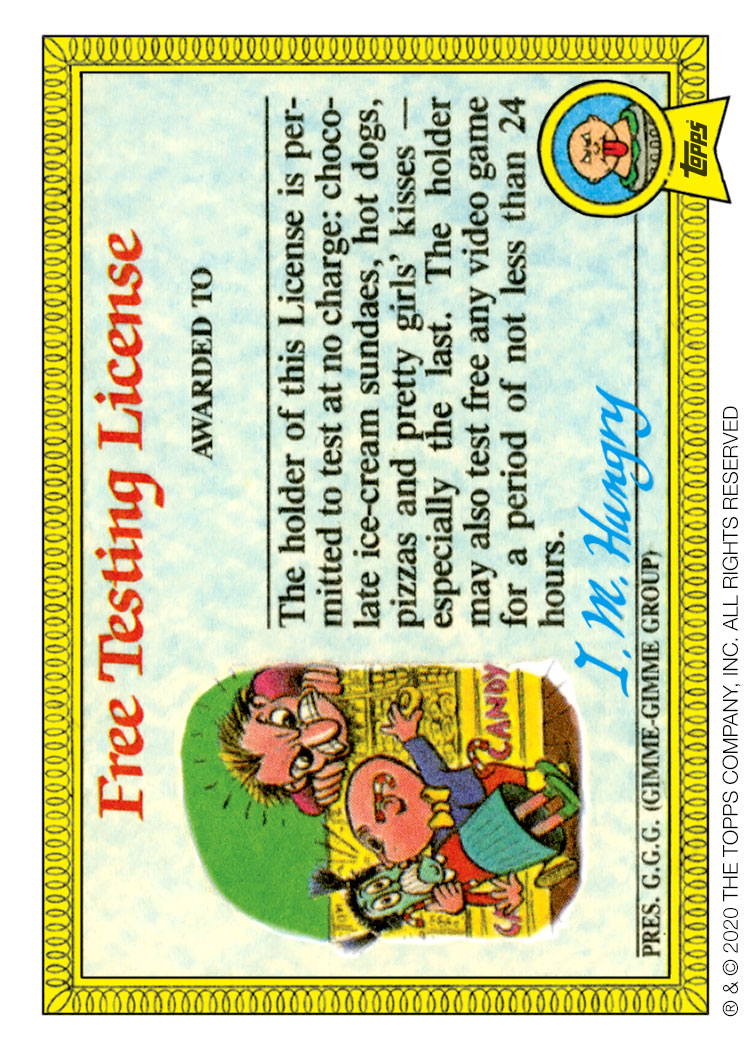 Free Testing License
AWARDED TO
The holder of this License is per-
mitted to test at no charge: choco-
late ice-cream sundaes, hot dogs,
pizzas and pretty girls' kisses —
especially the last. The holder
may also test free any video game
for a period of not less than 24
hours.
CANDY
CA
I. M. Hungry
PRES. G.G.G. (GIMME-GIMME GROUP)
topps
® & © 2020 THE TOPPS COMPANY, INC. ALL RIGHTS RESERVED